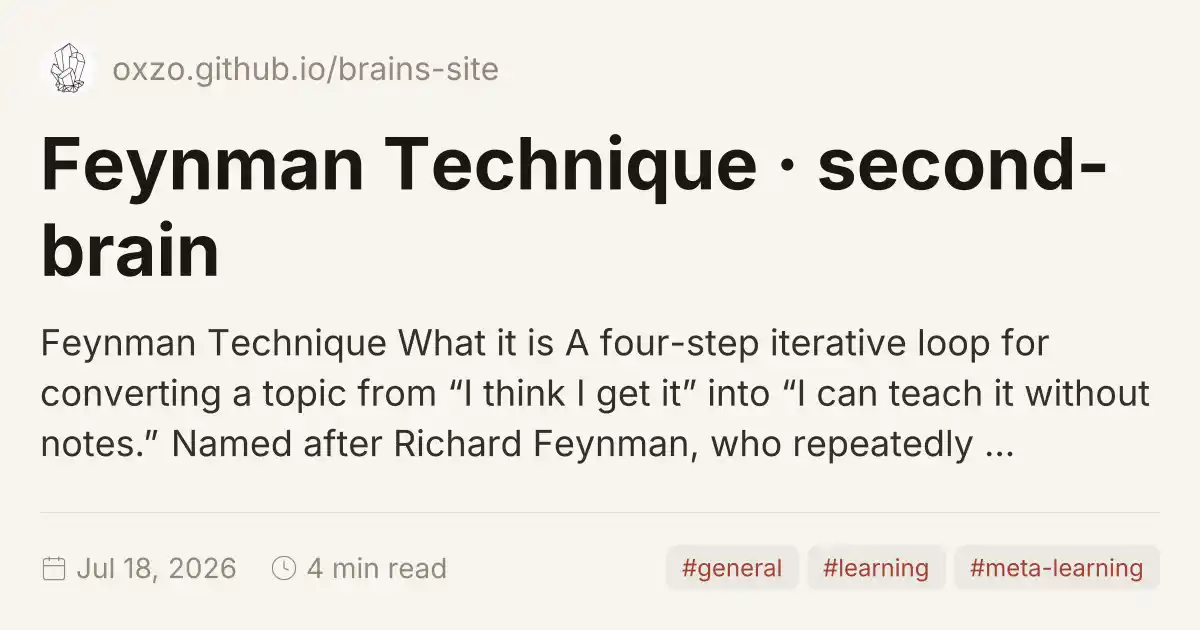 oxzo.github.io/brains-site
Feynman Technique · second-
brain
Feynman Technique What it is A four-step iterative loop for
converting a topic from “I think I get it” into “I can teach it without
notes.” Named after Richard Feynman, who repeatedly ...
Jul 18, 2026 4 min read #general #learning #meta-learning